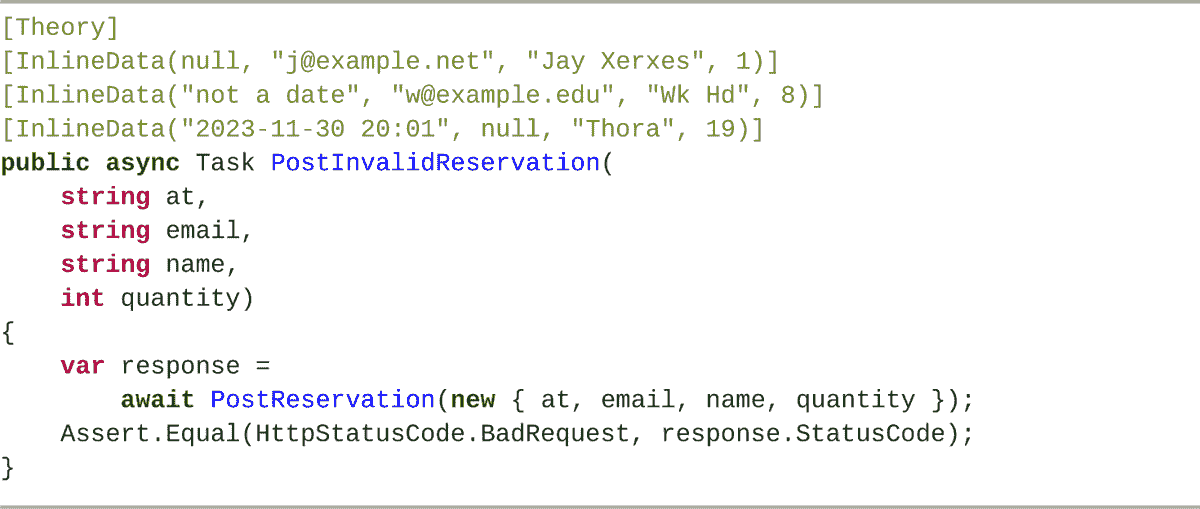 [Theory]
[InlineData(null, "j@example.net", "Jay Xerxes", 1)]
[InlineData("not a date", "w@example.edu", "Wk Hd", 8)]
[InlineData("2023-11-30 20:01", null, "Thora", 19)]
public async Task PostInvalidReservation(
    string at,
    string email,
    string name,
    int quantity)
{
    var response =
        await PostReservation(new { at, email, name, quantity });
    Assert.Equal(HttpStatusCode.BadRequest, response.StatusCode);
}